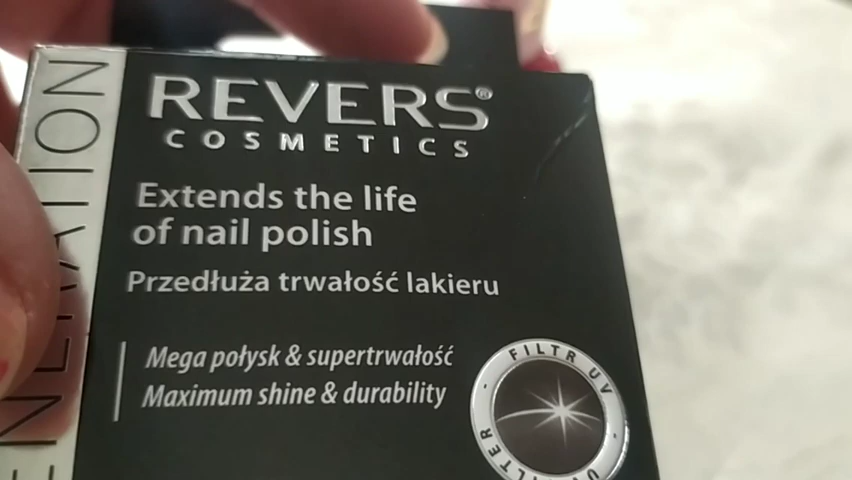 REVERS®
COSMETICS
Extends the life
of nail polish
Przedłuża trwałość lakieru
Mega połysk & supertrwałość
Maximum shine & durability
FILTR UV